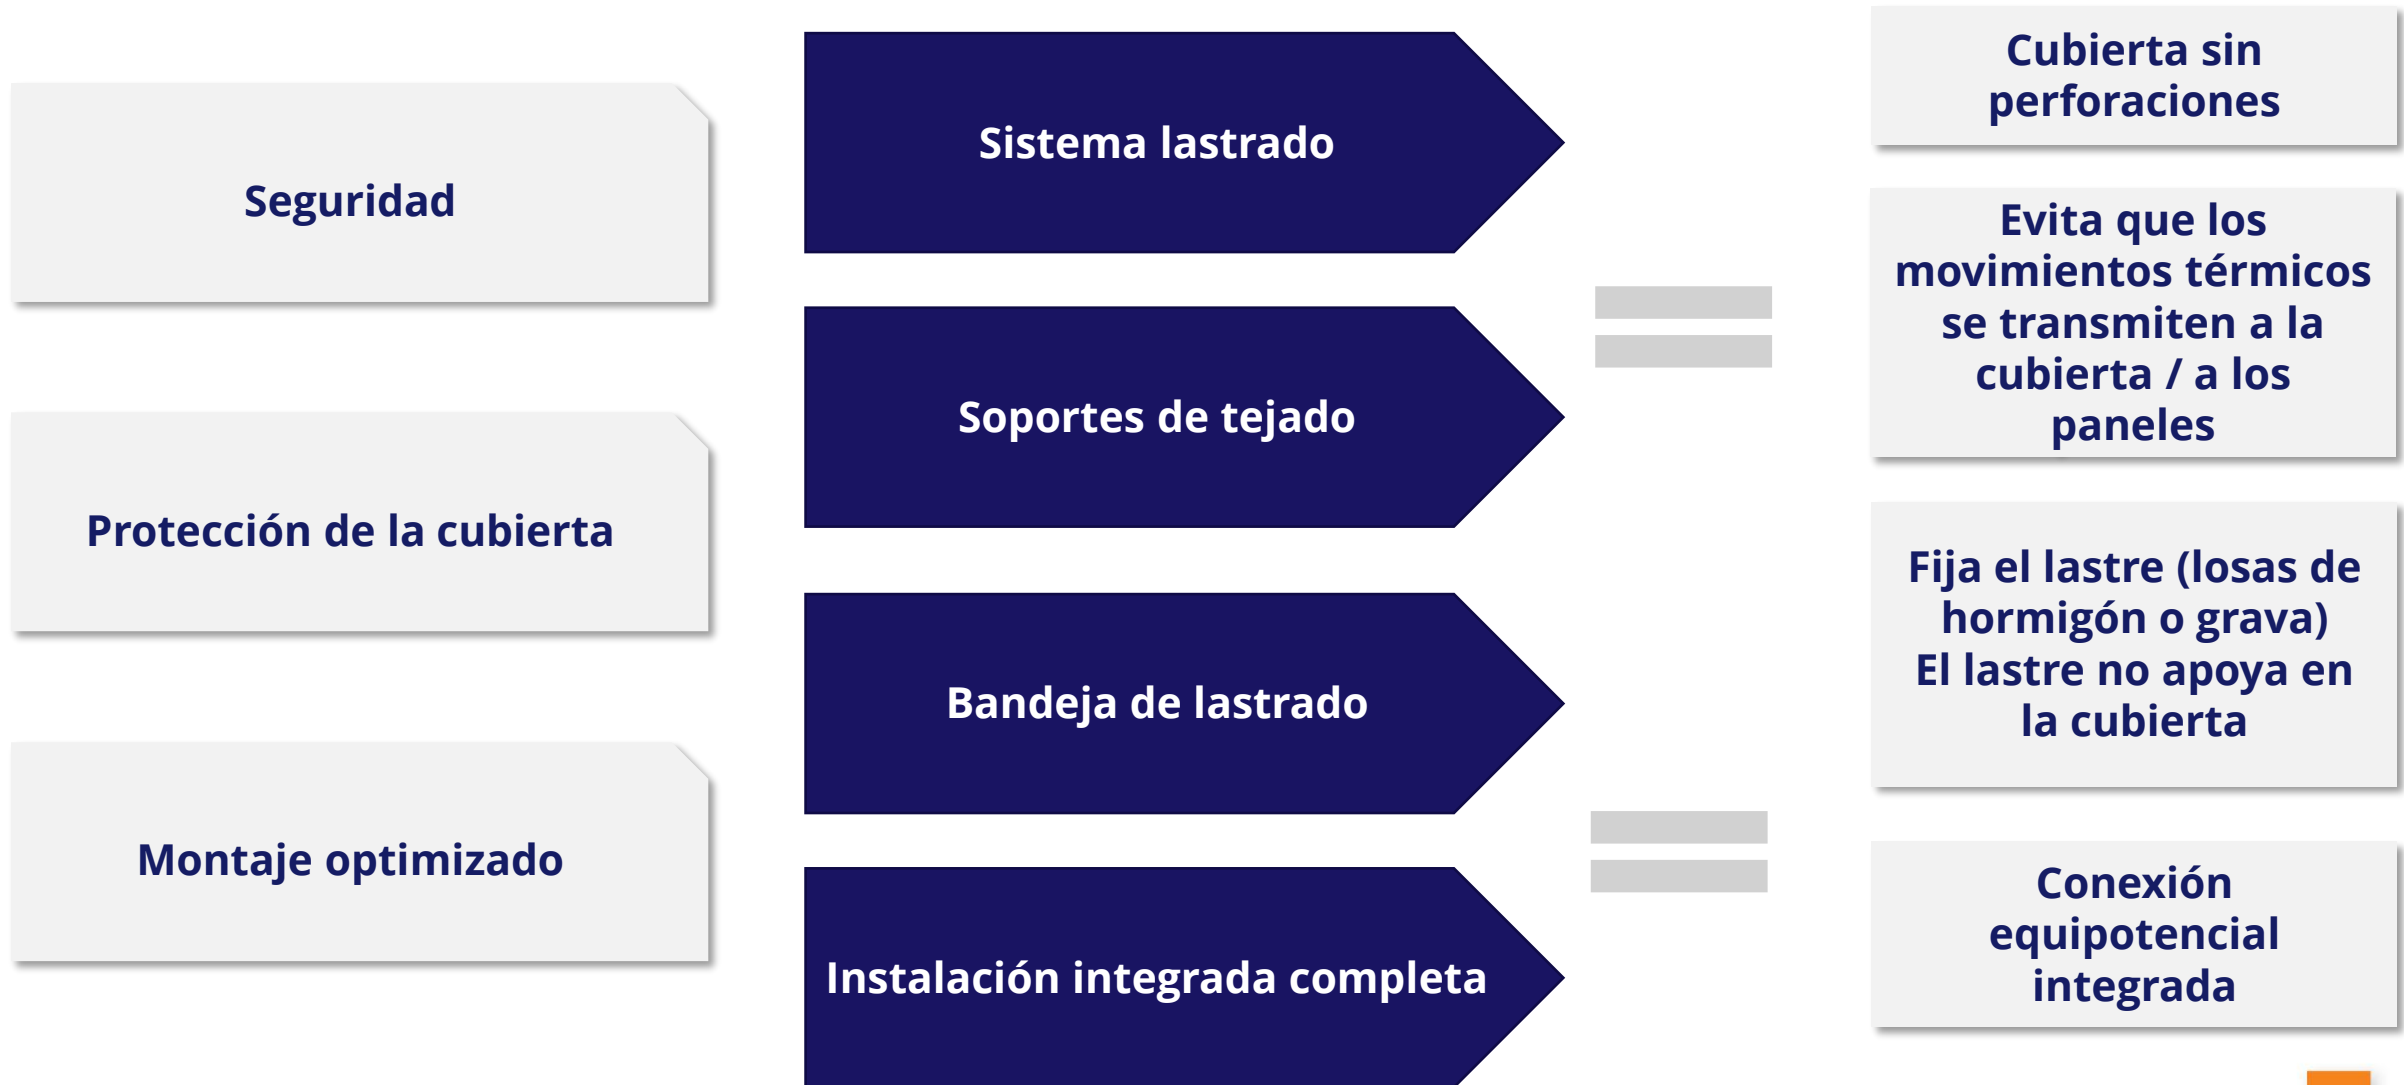 Seguridad
Protección de la cubierta
Montaje optimizado
Sistema lastrado
Soportes de tejado
Bandeja de lastrado
Instalación integrada completa
Cubierta sin
perforaciones
Evita que los
movimientos térmicos
se transmiten a la
cubierta / a los
paneles
Fija el lastre (losas de
hormigón o grava)
El lastre no apoya en
la cubierta
Conexión
equipotencial
integrada